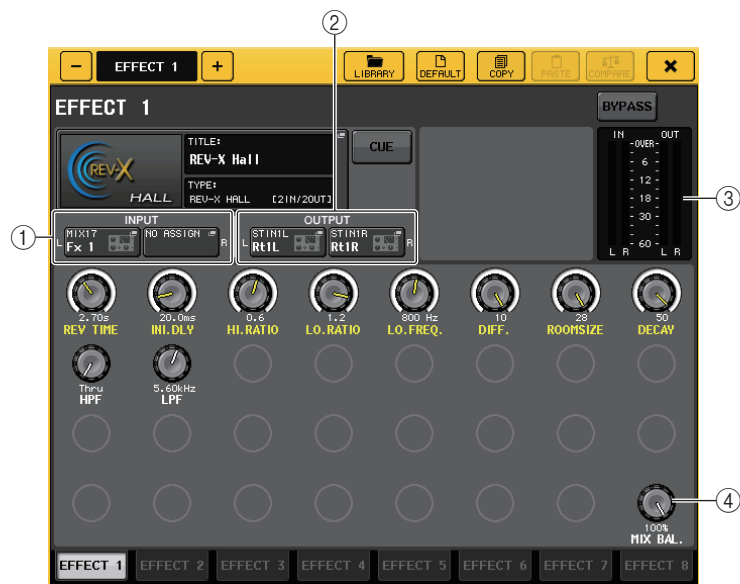 ②
− EFFECT 1 + LIBRARY DEFAULT COPY PASTE COMPARE ×
EFFECT 1 BYPASS
REV-X HALL
TITLE:
REV-X Hall
TYPE:
REV-X HALL [2IN/2OUT]
CUE
IN OUT
-OVER-
- 6 -
- 12 -
- 18 -
- 30 -
- 60 -
L R L R
③
①
INPUT OUTPUT
L MIX17 Fx 1 NO ASSIGN R
L STIN1L Rt1L STIN1R Rt1R R
2.70s 20.0ms 0.6 1.2 800 Hz 10 28 50
REV TIME INI.DLY HI.RATIO LO.RATIO LO.FREQ. DIFF. ROOMSIZE DECAY
Thru 5.60kHz
HPF LPF
④
100%
MIX BAL.
EFFECT 1 EFFECT 2 EFFECT 3 EFFECT 4 EFFECT 5 EFFECT 6 EFFECT 7 EFFECT 8